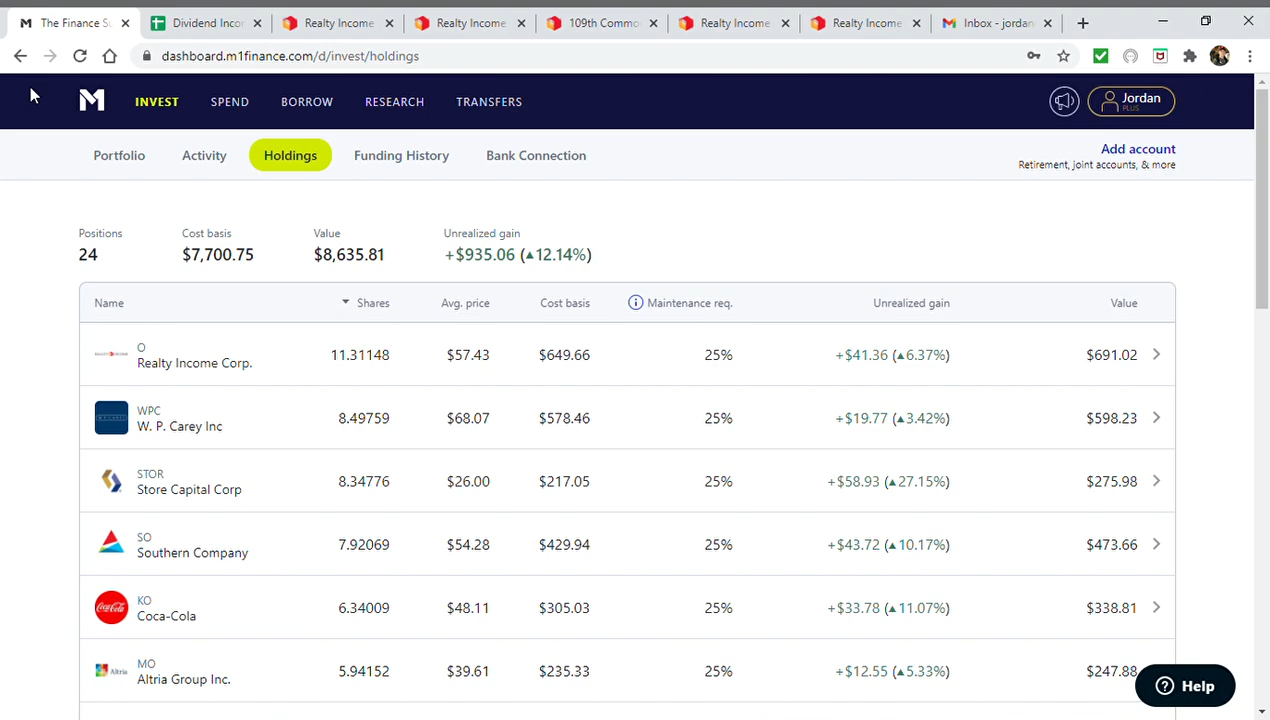 The Finance Su
Dividend Incor
Realty Income
Realty Income
109th Commo
Realty Income
Realty Income
Inbox - jordan
dashboard.m1finance.com/d/invest/holdings
INVEST SPEND BORROW RESEARCH TRANSFERS
Jordan
PLUS
Portfolio Activity Holdings Funding History Bank Connection
Add account
Retirement, joint accounts, & more
Positions Cost basis Value Unrealized gain
24 $7,700.75 $8,635.81 +$935.06 (▲12.14%)
Name Shares Avg. price Cost basis Maintenance req. Unrealized gain Value
O
Realty Income Corp. 11.31148 $57.43 $649.66 25% +$41.36 (▲6.37%) $691.02
WPC
W. P. Carey Inc 8.49759 $68.07 $578.46 25% +$19.77 (▲3.42%) $598.23
STOR
Store Capital Corp 8.34776 $26.00 $217.05 25% +$58.93 (▲27.15%) $275.98
SO
Southern Company 7.92069 $54.28 $429.94 25% +$43.72 (▲10.17%) $473.66
KO
Coca-Cola 6.34009 $48.11 $305.03 25% +$33.78 (▲11.07%) $338.81
MO
Altria Group Inc. 5.94152 $39.61 $235.33 25% +$12.55 (▲5.33%) $247.88
Help